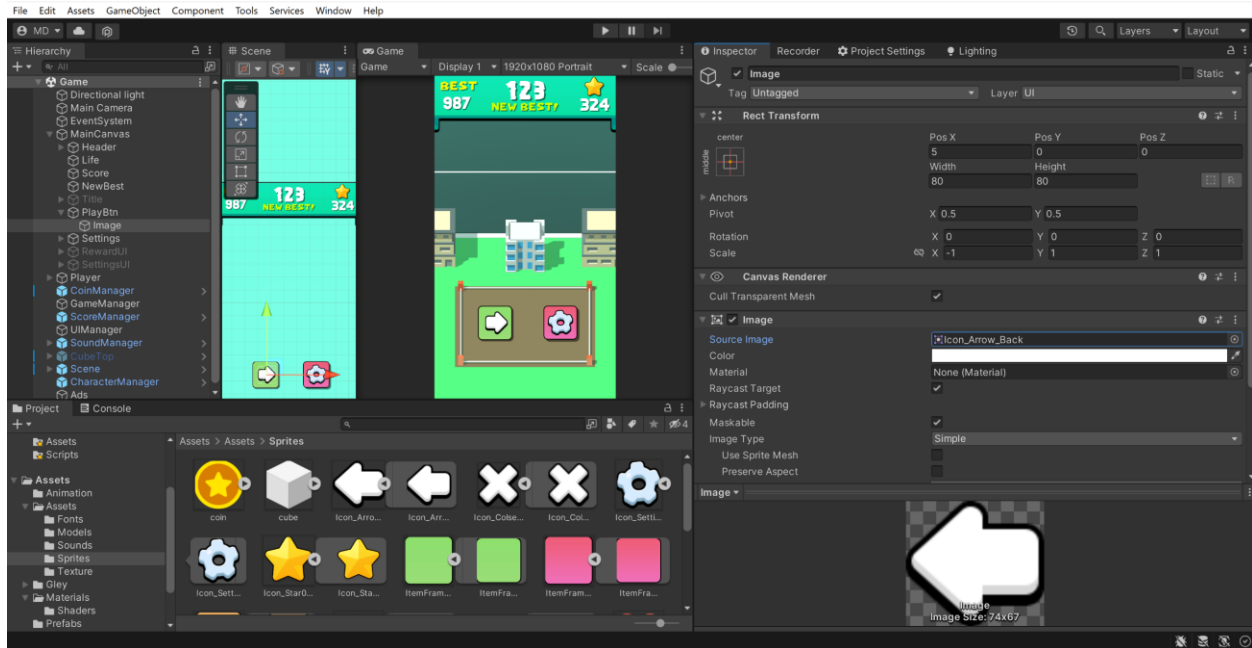 File Edit Assets GameObject Component Tools Services Window Help
MD
Layers
Layout
Hierarchy
All
Game
Directional light
Main Camera
EventSystem
MainCanvas
Header
Life
Score
NewBest
Title
PlayBtn
Image
Settings
RewardUI
SettingsUI
Player
CoinManager
GameManager
ScoreManager
UIManager
SoundManager
CubeTop
Scene
CharacterManager
Ads
Scene
987
123
NEW BEST!
324
Game
Game
Display 1
1920x1080 Portrait
Scale
BEST
987
123
NEW BEST!
324
Inspector
Recorder
Project Settings
Lighting
Image
Static
Tag Untagged
Layer UI
Rect Transform
center
middle
Pos X Pos Y Pos Z
5 0 0
Width Height
80 80
R
Anchors
Pivot X 0.5 Y 0.5
Rotation X 0 Y 0 Z 0
Scale X -1 Y 1 Z 1
Canvas Renderer
Cull Transparent Mesh
Image
Source Image Icon_Arrow_Back
Color
Material None (Material)
Raycast Target
Raycast Padding
Maskable
Image Type Simple
Use Sprite Mesh
Preserve Aspect
Image
Image
Image Size: 74x67
Project
Console
4
Assets
Scripts
Assets
Animation
Assets
Fonts
Models
Sounds
Sprites
Texture
Gley
Materials
Shaders
Prefabs
Assets > Assets > Sprites
coin cube Icon_Arro... Icon_Arr... Icon_Colse... Icon_Col... Icon_Setti...
Icon_Sett... Icon_Star0... Icon_Sta... ItemFram... ItemFra... ItemFram... ItemFra...